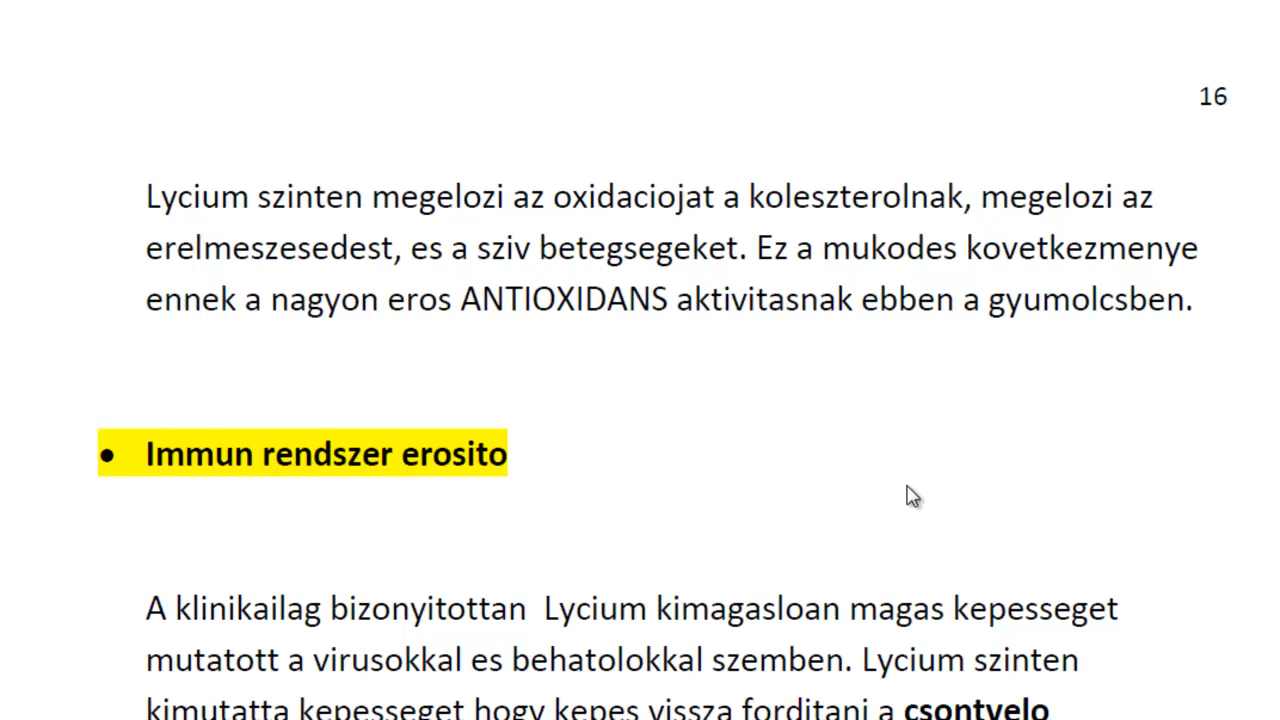 16
Lycium szinten megelozi az oxidaciojat a koleszterolnak, megelozi az
erelmeszesedest, es a sziv betegsegeket. Ez a mukodes kovetkezmenye
ennek a nagyon eros ANTIOXIDANS aktivitasnak ebben a gyumolcsben.
• Immun rendszer erosito
A klinikailag bizonyitottan  Lycium kimagasloan magas kepesseget
mutatott a virusokkal es behatolokkal szemben. Lycium szinten
kimutatta kepesseget hogy kepes vissza forditani a csontvelo